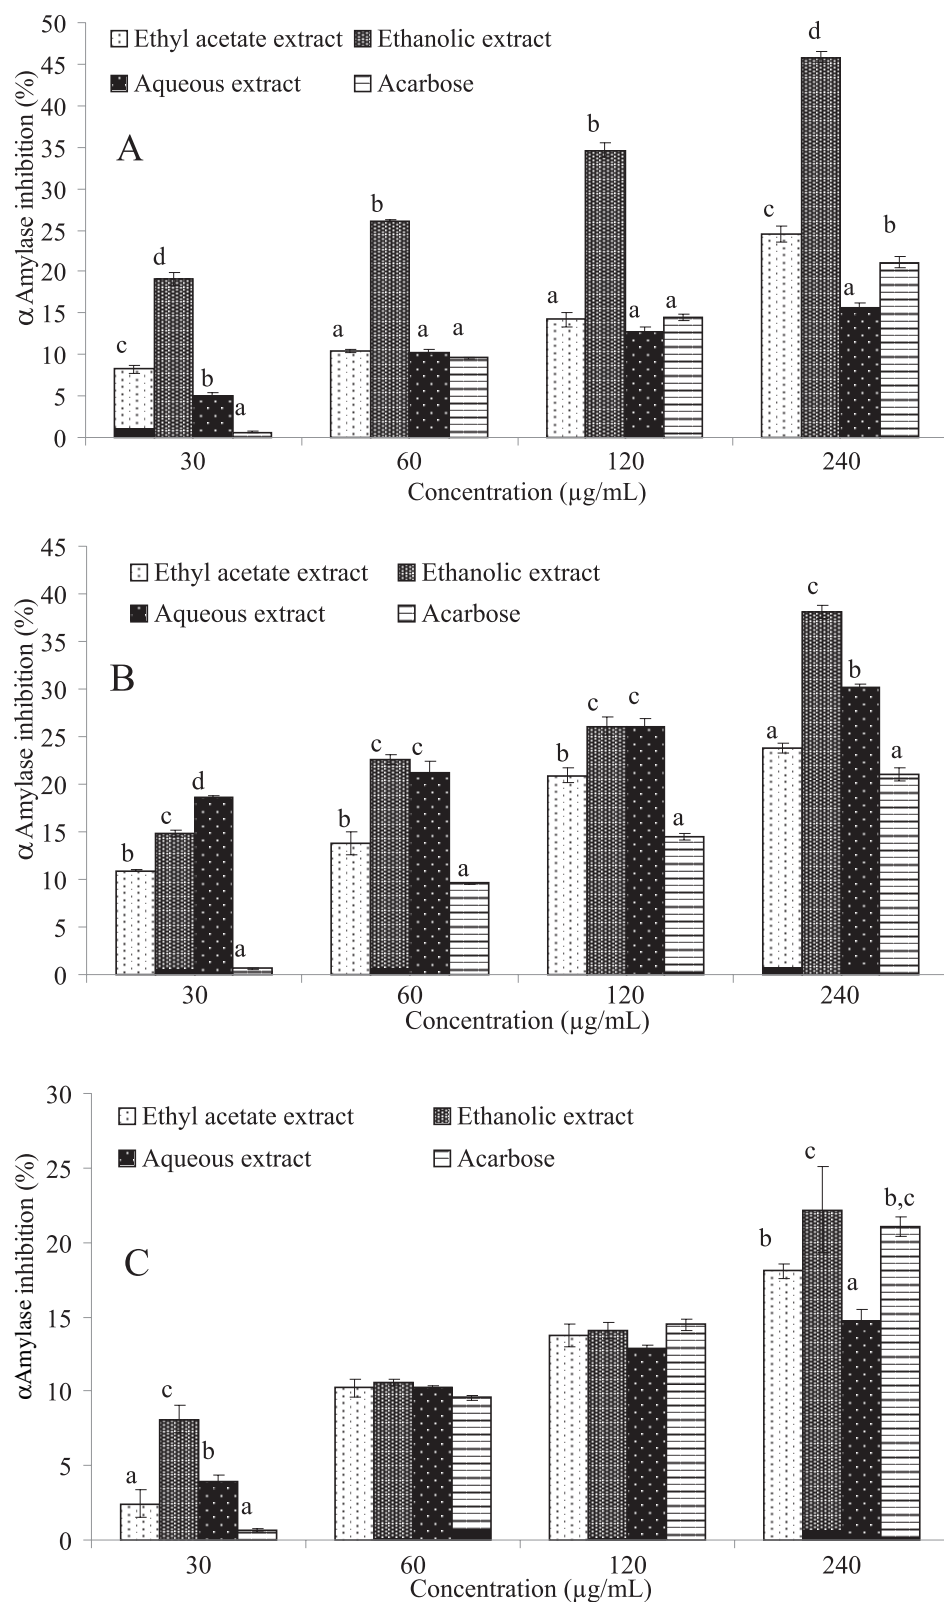 50
45
40
35
30
25
20
15
10
5
0
α Amylase inhibition (%)
Ethyl acetate extract Ethanolic extract
Aqueous extract Acarbose
A
c d b a
a b a a
a b a a
c d a b
30 60 120 240
Concentration (µg/mL)
45
40
35
30
25
20
15
10
5
0
α Amylase inhibition (%)
Ethyl acetate extract Ethanolic extract
Aqueous extract Acarbose
B
b c d a
b c c a
b c c a
a c b a
30 60 120 240
Concentration (µg/mL)
30
25
20
15
10
5
0
αAmylase inhibition (%)
Ethyl acetate extract Ethanolic extract
Aqueous extract Acarbose
C
a c b a
b c a b,c
30 60 120 240
Concentration (µg/mL)